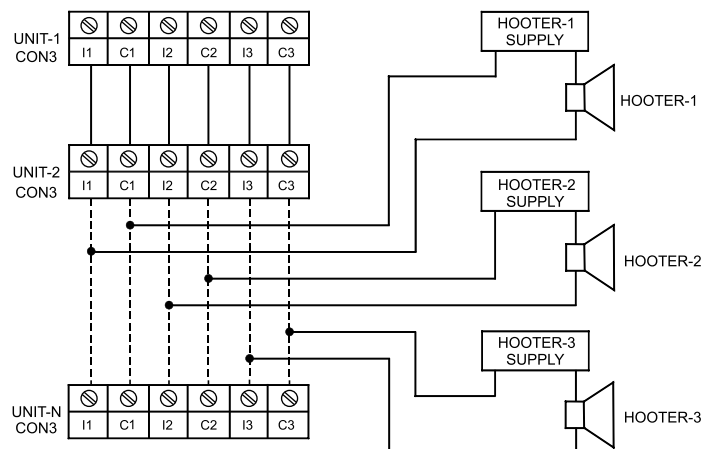 HOOTER-1
SUPPLY
UNIT-1
CON3
I1 C1 I2 C2 I3 C3
HOOTER-1
UNIT-2
CON3
I1 C1 I2 C2 I3 C3
HOOTER-2
SUPPLY
HOOTER-2
HOOTER-3
SUPPLY
UNIT-N
CON3
I1 C1 I2 C2 I3 C3
HOOTER-3